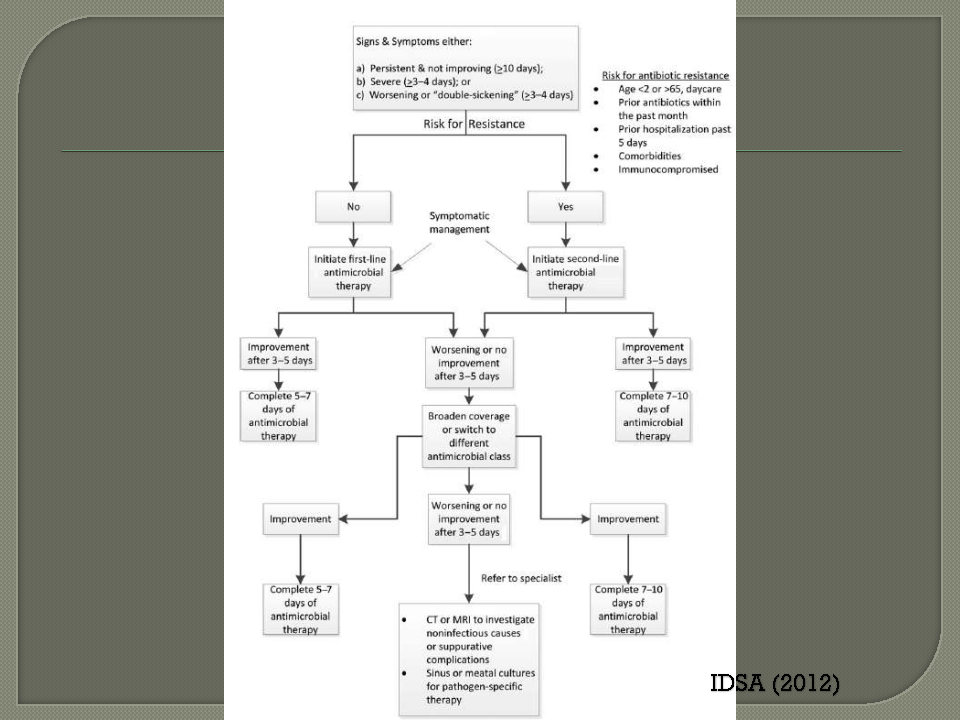 Signs & Symptoms either:
a) Persistent & not improving (≥10 days);
b) Severe (≥3–4 days); or
c) Worsening or “double-sickening” (≥3–4 days)
Risk for antibiotic resistance
• Age <2 or >65, daycare
• Prior antibiotics within
the past month
• Prior hospitalization past
5 days
• Comorbidities
• Immunocompromised
Risk for Resistance
No
Yes
Symptomatic
management
Initiate first-line
antimicrobial
therapy
Initiate second-line
antimicrobial
therapy
Improvement
after 3–5 days
Worsening or no
improvement
after 3–5 days
Improvement
after 3–5 days
Complete 5–7
days of
antimicrobial
therapy
Broaden coverage
or switch to
different
antimicrobial class
Complete 7–10
days of
antimicrobial
therapy
Improvement
Worsening or no
improvement
after 3–5 days
Improvement
Refer to specialist
Complete 5–7
days of
antimicrobial
therapy
• CT or MRI to investigate
noninfectious causes
or suppurative
complications
• Sinus or meatal cultures
for pathogen-specific
therapy
Complete 7–10
days of
antimicrobial
therapy
IDSA (2012)